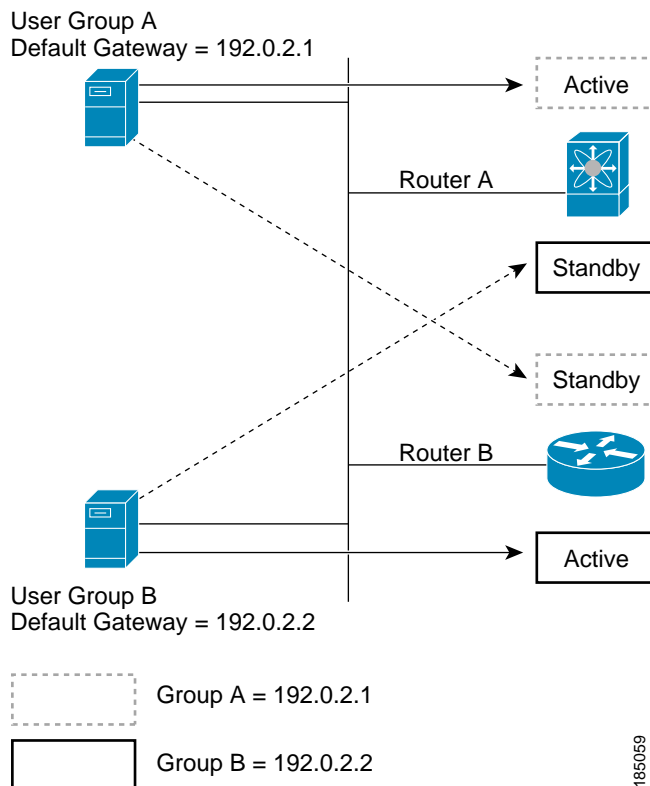 User Group A
Default Gateway = 192.0.2.1
Active
Router A
Standby
Standby
Router B
Active
User Group B
Default Gateway = 192.0.2.2
Group A = 192.0.2.1
Group B = 192.0.2.2
185059